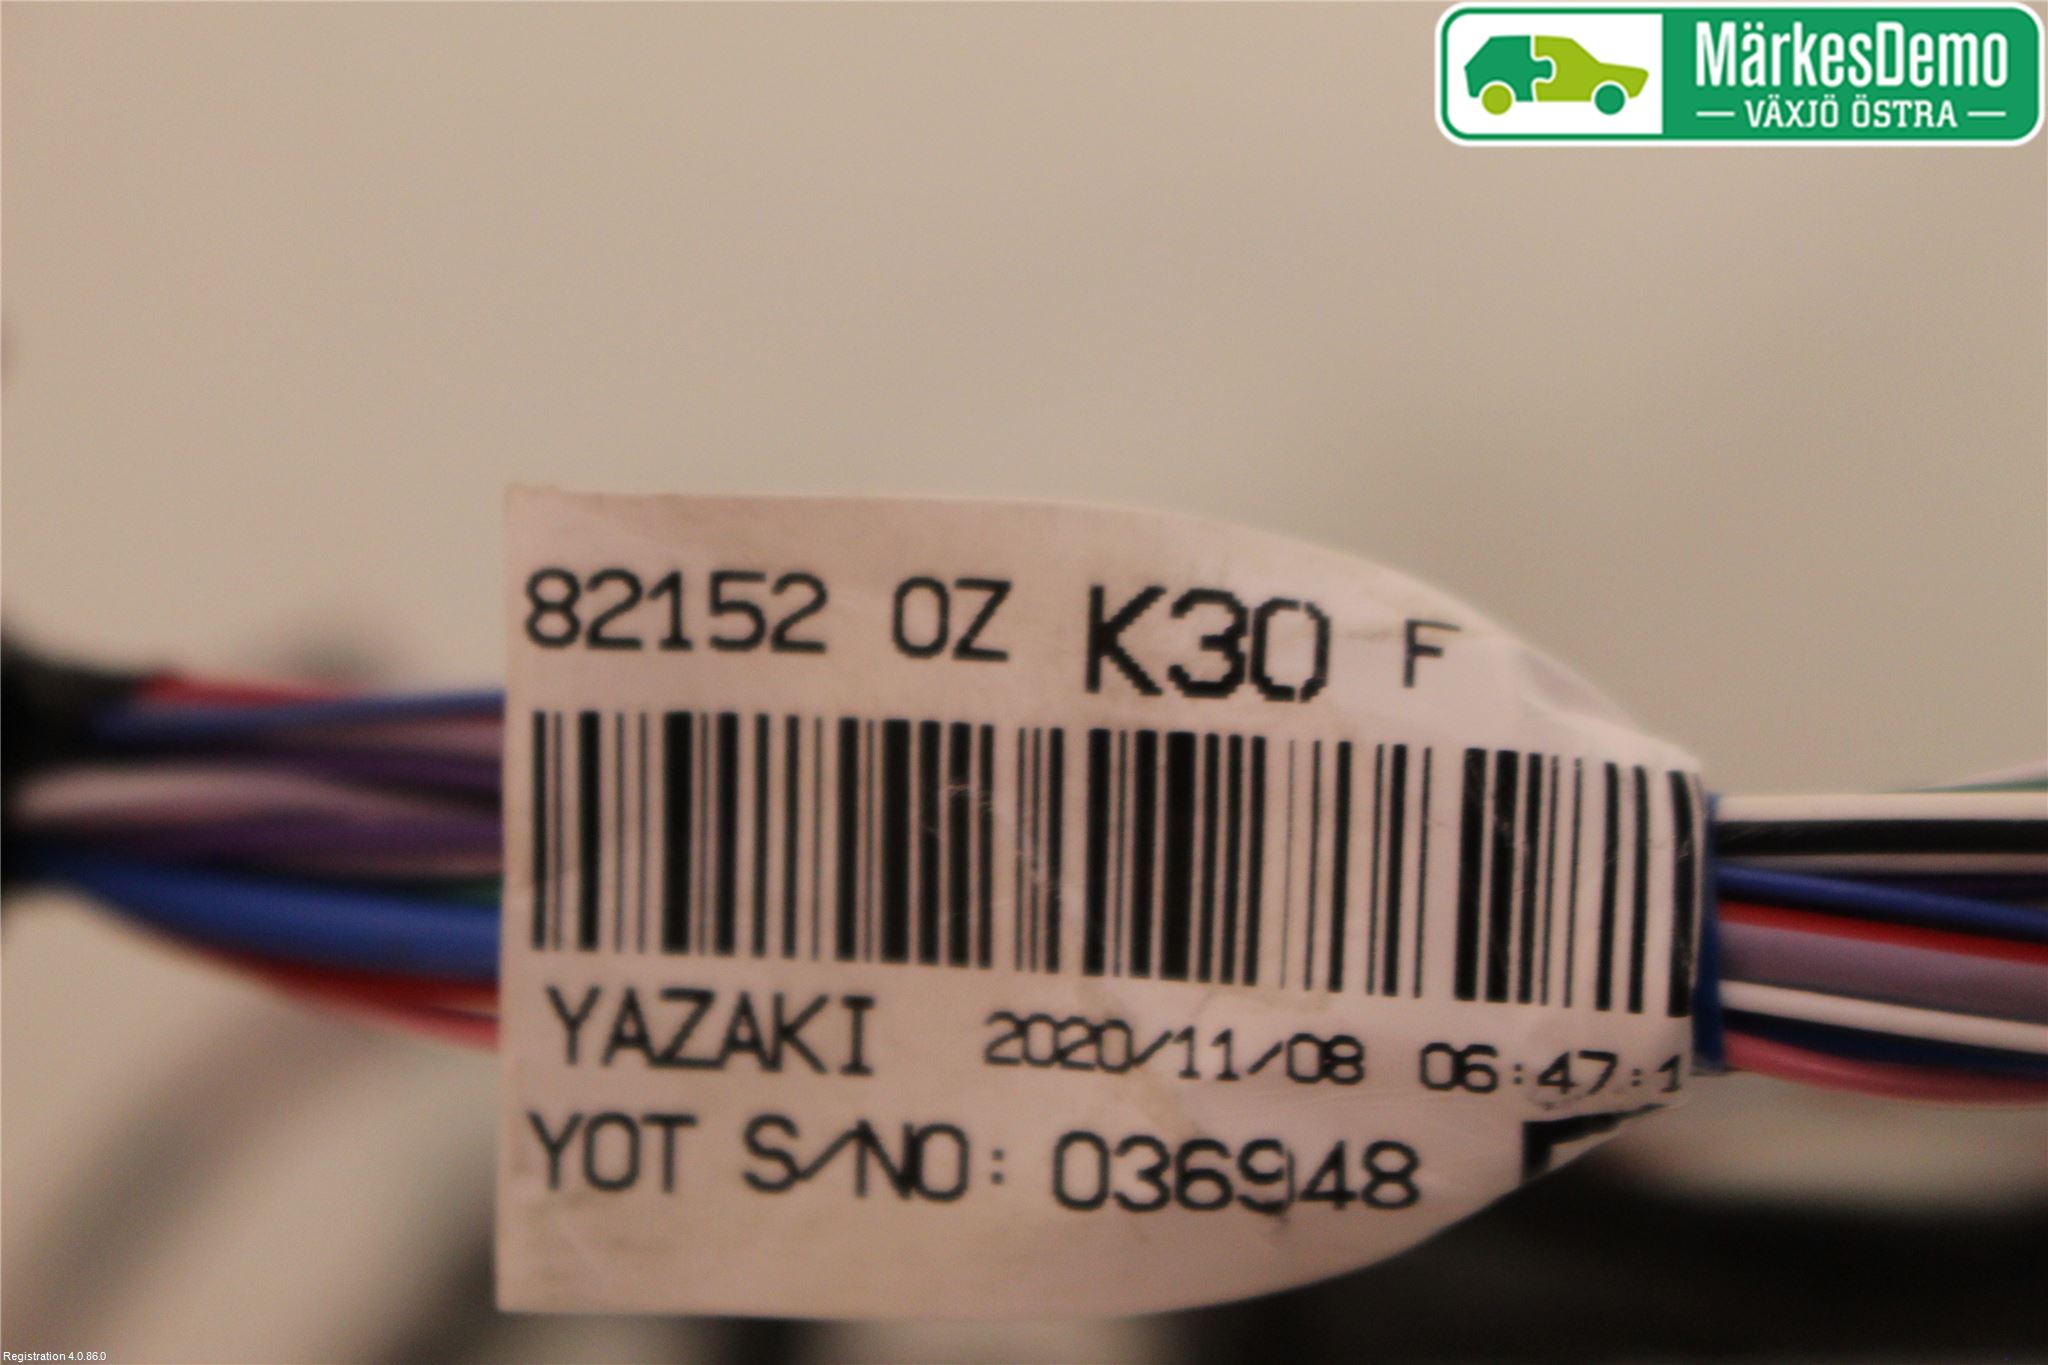 MärkesDemo
VÄXJÖ ÖSTRA
82152 0Z K30 F
YAZAKI 2020/11/08 06:47:1
YOT S/NO: 036948
Registration 4.0.86.0